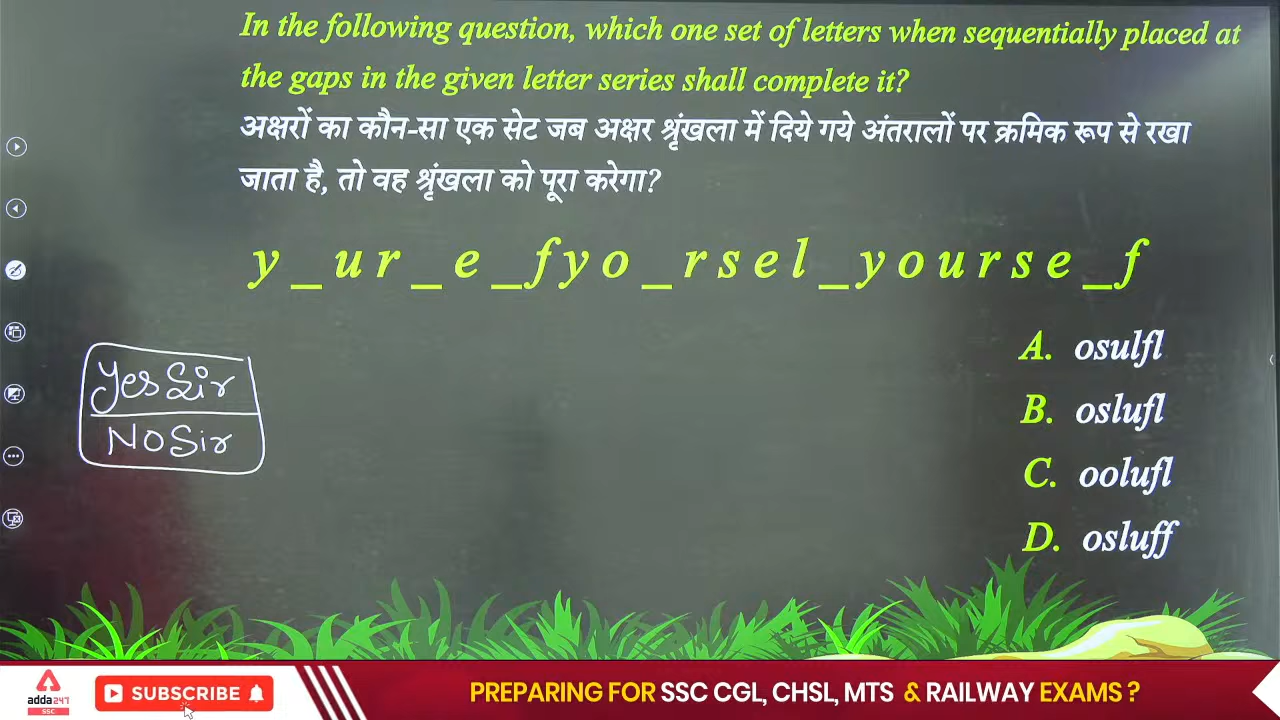 In the following question, which one set of letters when sequentially placed at
the gaps in the given letter series shall complete it?
अक्षरों का कौन-सा एक सेट जब अक्षर श्रृंखला में दिये गये अंतरालों पर क्रमिक रूप से रखा
जाता है, तो वह श्रृंखला को पूरा करेगा?
y _ u r _ e _ f y o _ r s e l _ y o u r s e _ f
A. osulfl
B. oslufl
C. oolufl
D. osluff
Yes Sir
No Sir
adda247
SSC
SUBSCRIBE
PREPARING FOR SSC CGL, CHSL, MTS & RAILWAY EXAMS ?